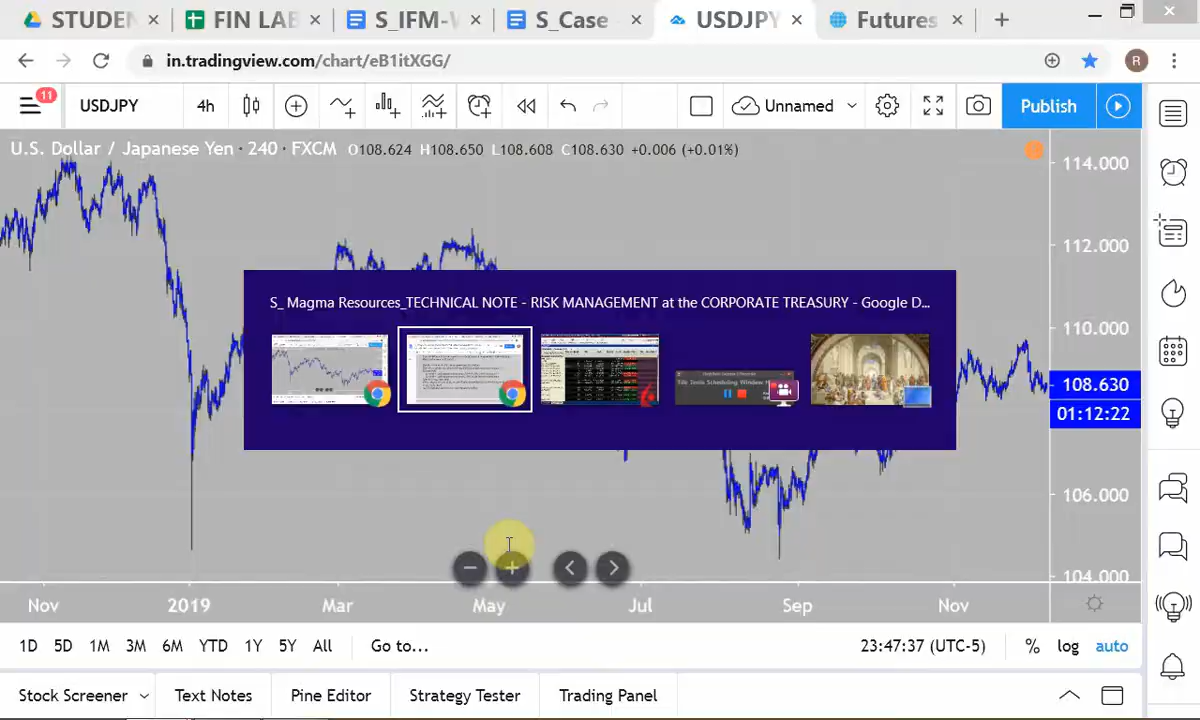 STUDEN
FIN LAB
S_IFM-V
S_Case
USDJPY
Futures
in.tradingview.com/chart/eB1itXGG/
R
11
USDJPY
4h
Unnamed
Publish
U.S. Dollar / Japanese Yen · 240 · FXCM O108.624 H108.650 L108.608 C108.630 +0.006 (+0.01%)
114.000
112.000
110.000
108.630
01:12:22
106.000
104.000
S_ Magma Resources_TECHNICAL NOTE - RISK MANAGEMENT at the CORPORATE TREASURY - Google D...
Nov 2019 Mar May Jul Sep Nov
1D 5D 1M 3M 6M YTD 1Y 5Y All Go to... 23:47:37 (UTC-5) % log auto
Stock Screener Text Notes Pine Editor Strategy Tester Trading Panel